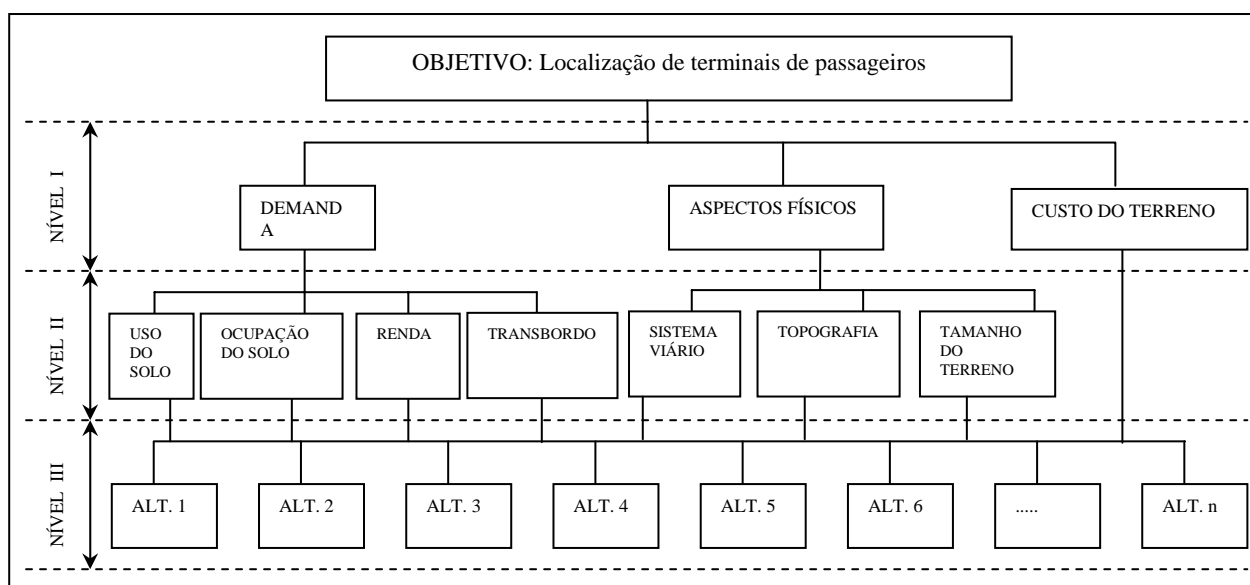 OBJETIVO: Localização de terminais de passageiros
NÍVEL I
DEMAND
A
ASPECTOS FÍSICOS
CUSTO DO TERRENO
NÍVEL II
USO
DO
SOLO
OCUPAÇÃO
DO SOLO
RENDA
TRANSBORDO
SISTEMA
VIÁRIO
TOPOGRAFIA
TAMANHO
DO
TERRENO
NÍVEL III
ALT. 1
ALT. 2
ALT. 3
ALT. 4
ALT. 5
ALT. 6
.....
ALT. n